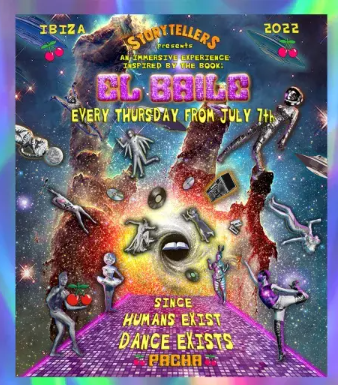 IBIZA 2022
STORYTELLERS
Presents
AN IMMERSIVE EXPERIENCE
INSPIRED BY THE BOOK:
EL BAILE
EVERY THURSDAY FROM JULY 7th
SINCE
HUMANS EXIST
DANCE EXISTS
PACHA